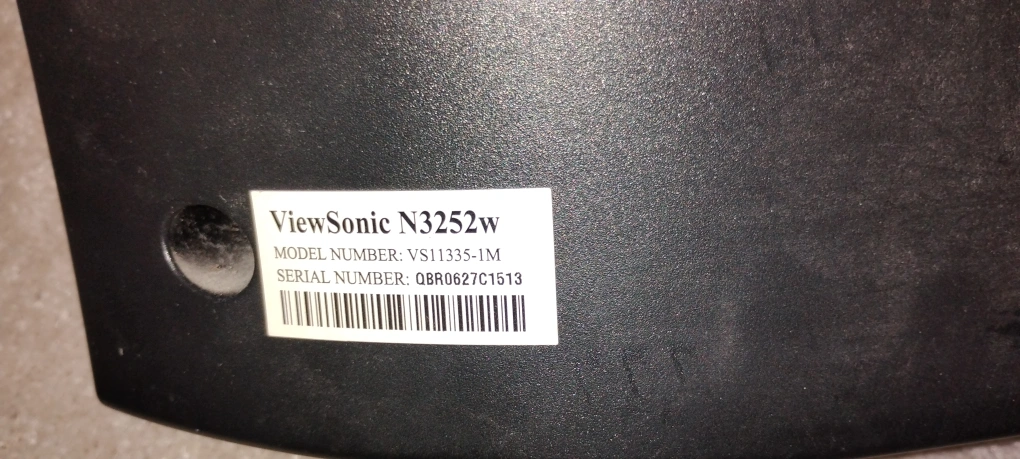 ViewSonic N3252w
MODEL NUMBER: VS11335-1M
SERIAL NUMBER: QBR0627C1513